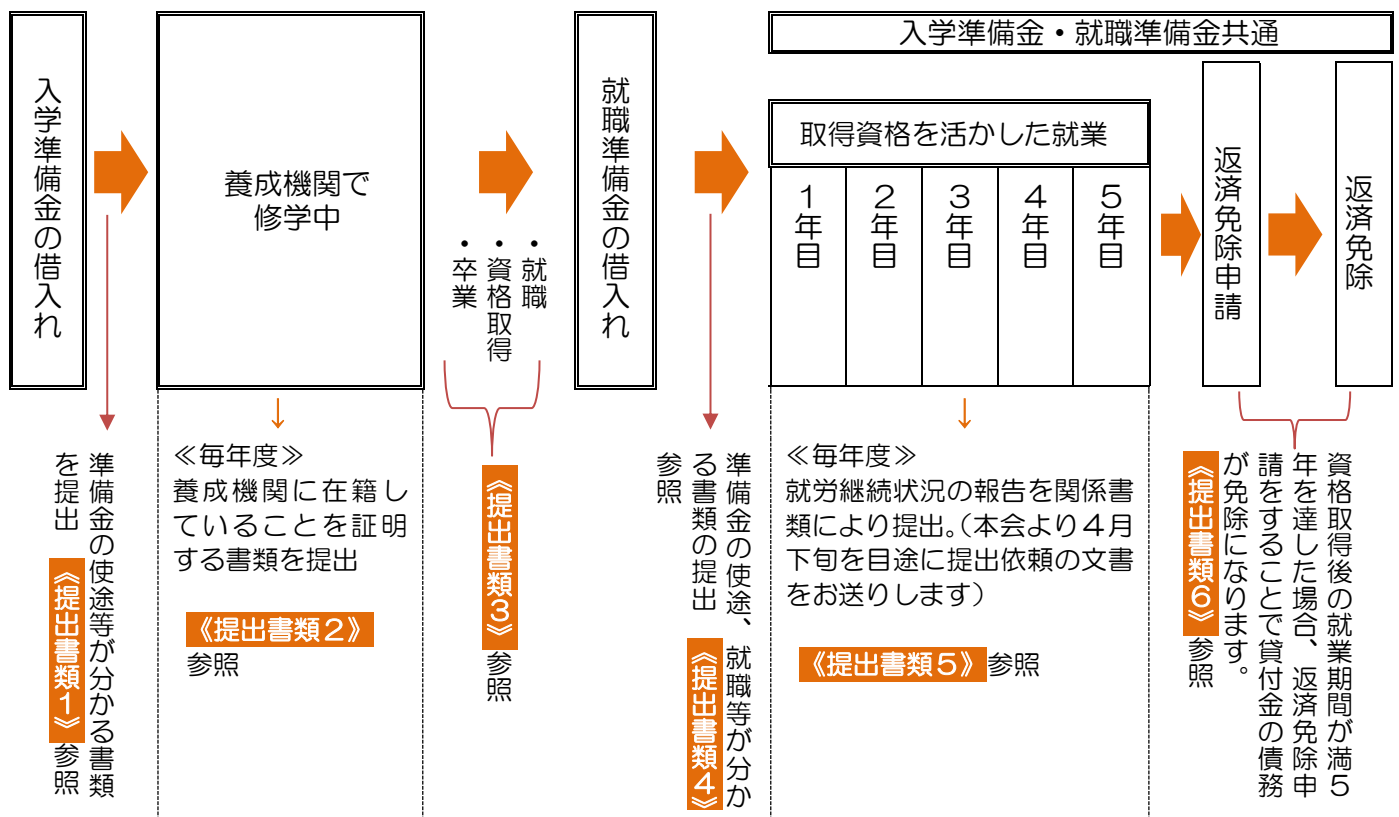 入学準備金の借入れ
養成機関で
修学中
・就職
・資格取得
・卒業
就職準備金の借入れ
入学準備金・就職準備金共通
取得資格を活かした就業
1年目
2年目
3年目
4年目
5年目
返済免除申請
返済免除
準備金の使途等が分かる書類
を提出 《提出書類1》参照
↓
≪毎年度≫
養成機関に在籍し
ていることを証明
する書類を提出
《提出書類2》
参照
《提出書類3》参照
準備金の使途、就職等が分か
る書類の提出 《提出書類4》
参照
↓
≪毎年度≫
就労継続状況の報告を関係書
類により提出。（本会より４月
下旬を目途に提出依頼の文書
をお送りします）
《提出書類5》参照
資格取得後の就業期間が満５
年を達した場合、返済免除申
請をすることで貸付金の債務
が免除になります。
《提出書類6》参照